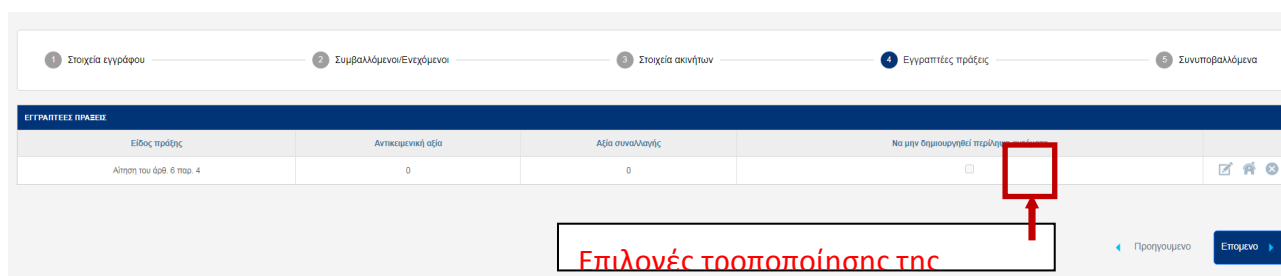 1 Στοιχεία εγγράφου 2 Συμβαλλόμενοι/Ενεχόμενοι 3 Στοιχεία ακινήτων 4 Εγγραπτέες πράξεις 5 Συνυποβαλλόμενα
ΕΓΓΡΑΠΤΕΕΣ ΠΡΑΞΕΙΣ
Είδος πράξης Αντικειμενική αξία Αξία συναλλαγής Να μην δημιουργηθεί περίληψη
Αίτηση του άρθ. 6 παρ. 4 0 0
Προηγουμενο Επομενο
Επιλογές τροποποίησης της